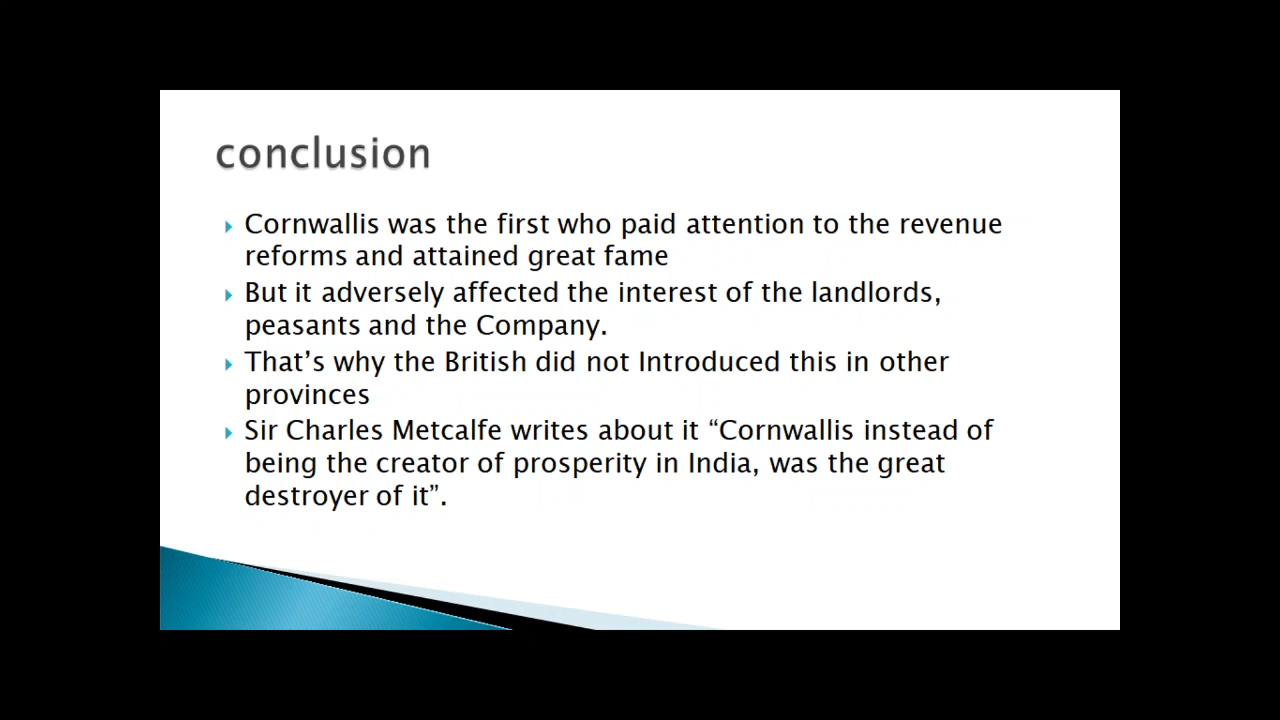 conclusion
Cornwallis was the first who paid attention to the revenue
reforms and attained great fame
But it adversely affected the interest of the landlords,
peasants and the Company.
That’s why the British did not Introduced this in other
provinces
Sir Charles Metcalfe writes about it “Cornwallis instead of
being the creator of prosperity in India, was the great
destroyer of it”.